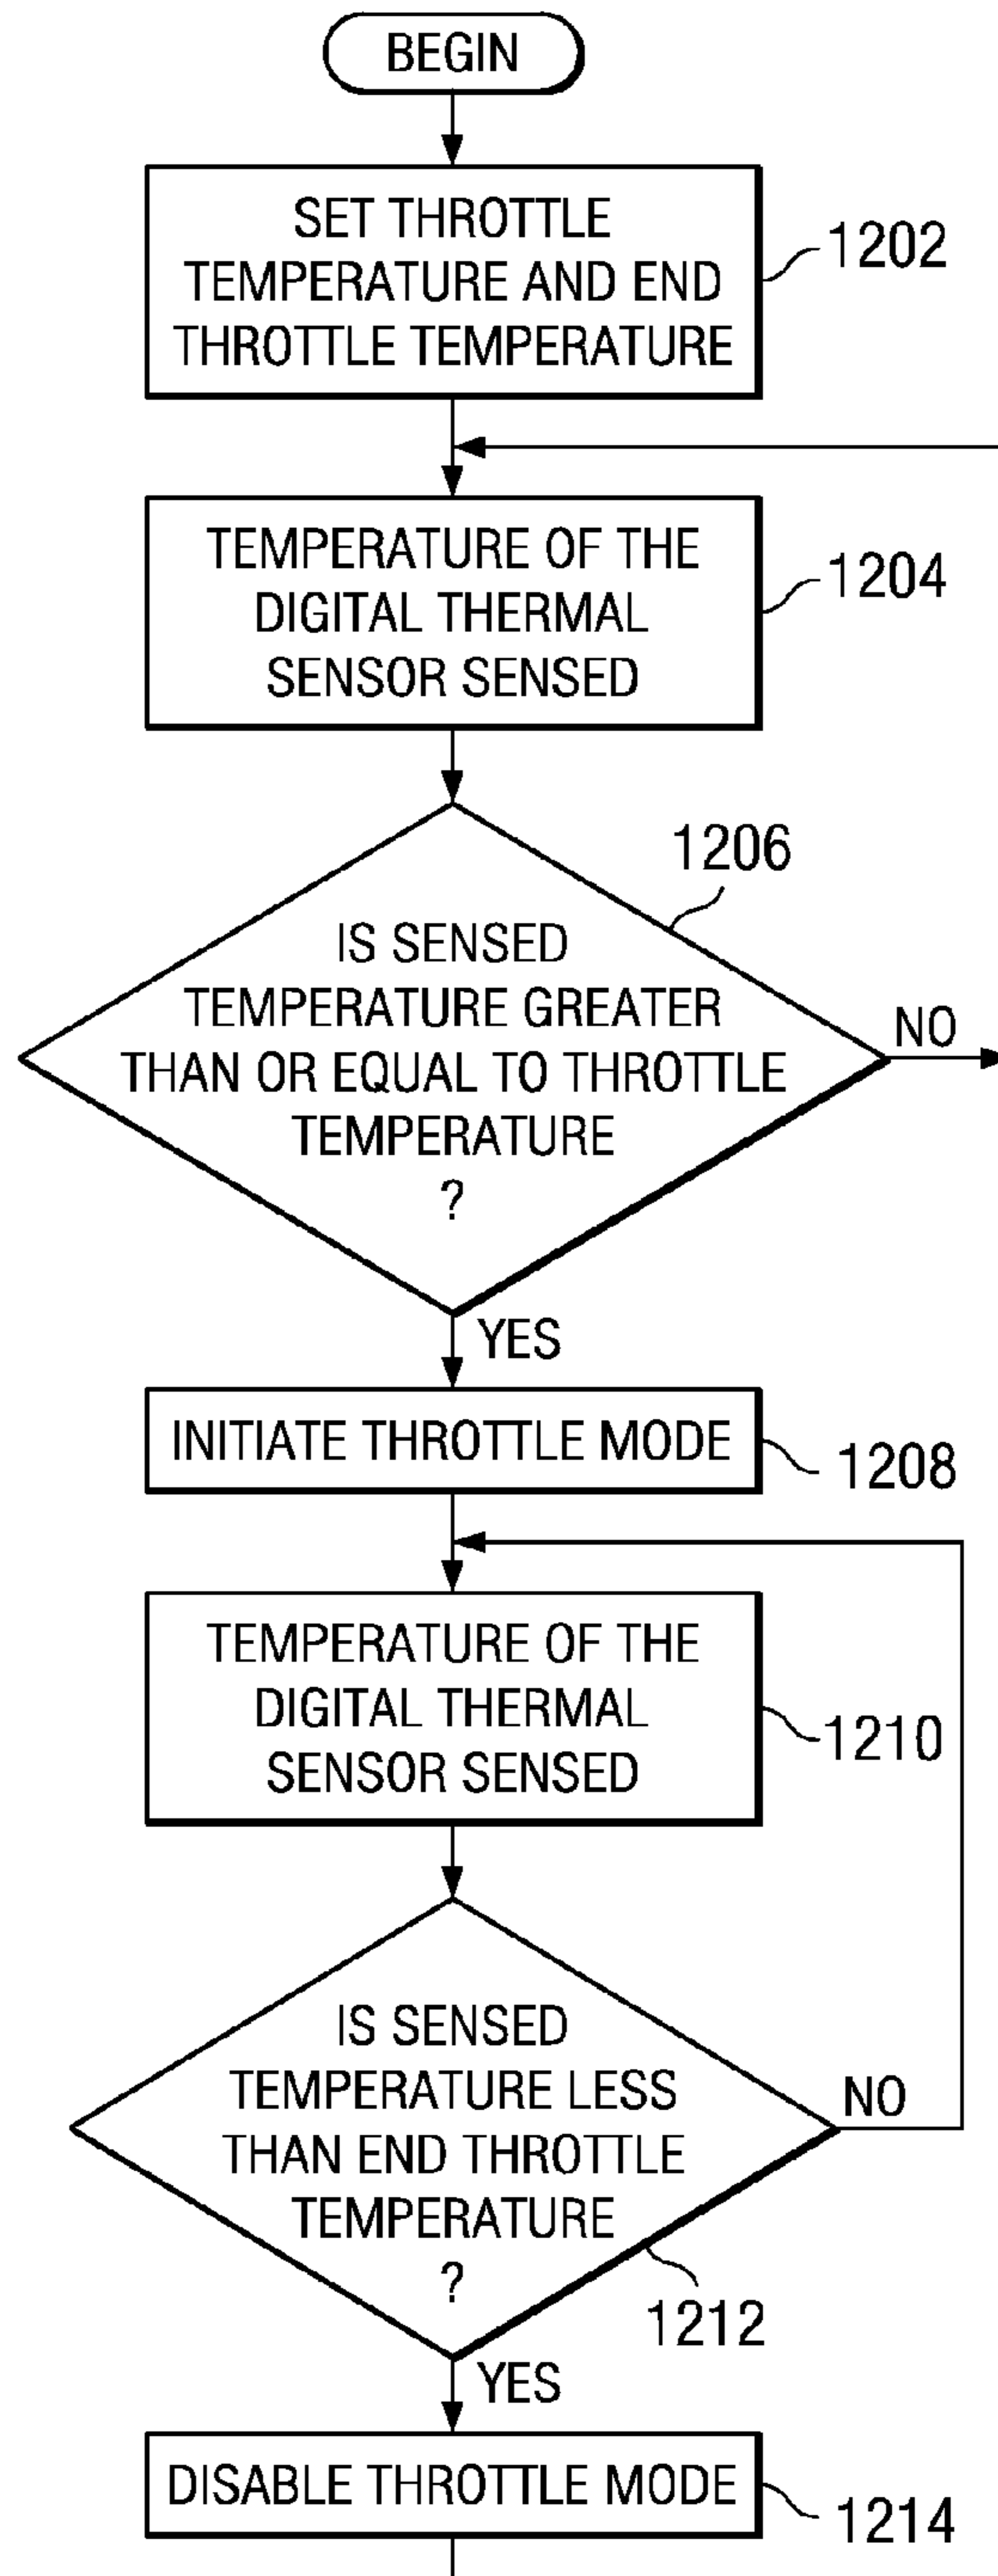 BEGIN
SET THROTTLE
TEMPERATURE AND END
THROTTLE TEMPERATURE
1202
TEMPERATURE OF THE
DIGITAL THERMAL
SENSOR SENSED
1204
1206
IS SENSED
TEMPERATURE GREATER
THAN OR EQUAL TO THROTTLE
TEMPERATURE
?
NO
YES
INITIATE THROTTLE MODE
1208
TEMPERATURE OF THE
DIGITAL THERMAL
SENSOR SENSED
1210
IS SENSED
TEMPERATURE LESS
THAN END THROTTLE
TEMPERATURE
?
NO
1212
YES
DISABLE THROTTLE MODE
1214